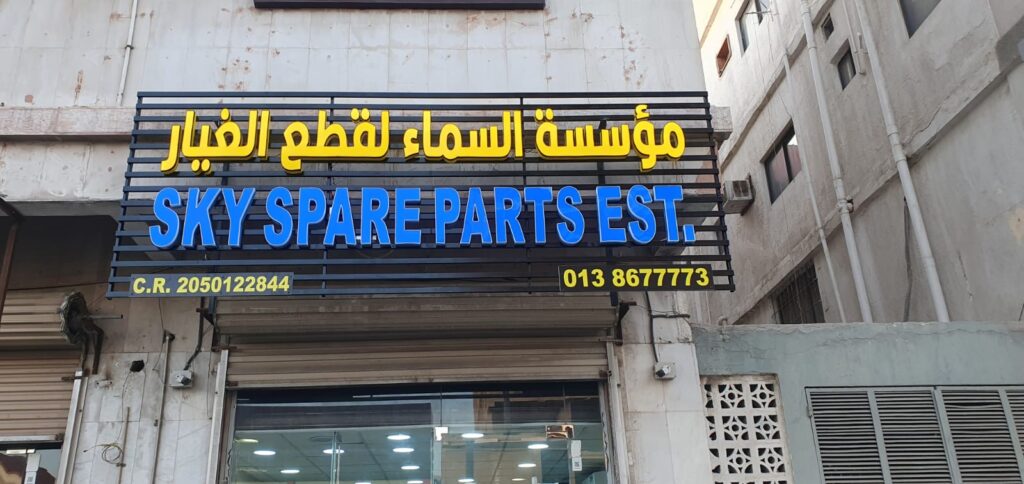 مؤسسة السماء لقطع الغيار
SKY SPARE PARTS EST.
C.R. 2050122844
013 8677773